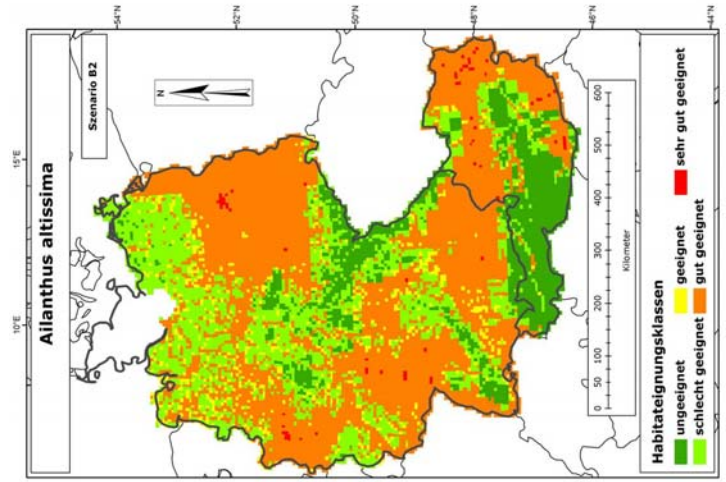 Ailanthus altissima
Szenario B2
N
10°E
15°E
54°N
52°N
50°N
48°N
46°N
44°N
0 50 100 200 300 400 500 600
Kilometer
Habitateignungsklassen
ungeeignet
schlecht geeignet
geeignet
gut geeignet
sehr gut geeignet